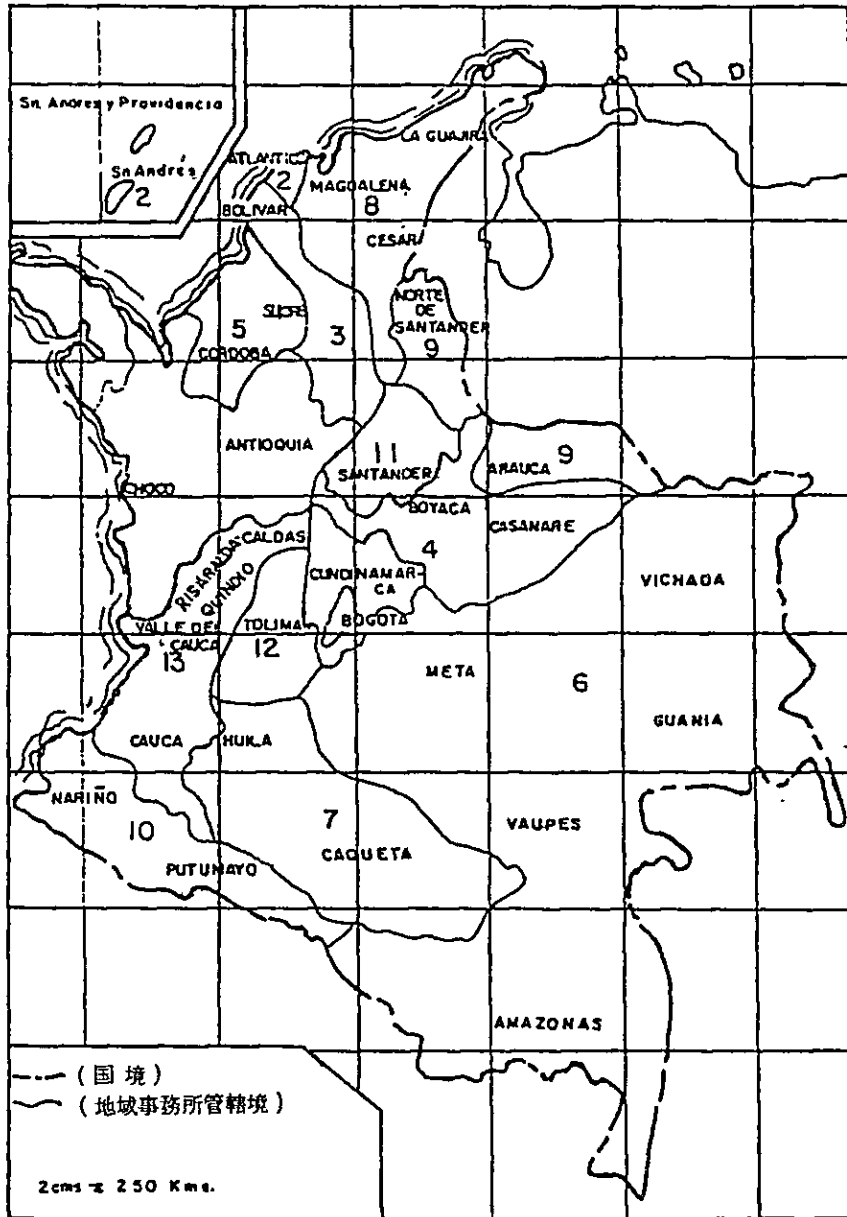 Sn Andres y Providencia
Sn Andrés
2
LA GUAJIRA
ATLANTICO
2
MAGDALENA
8
BOLIVAR
CESAR
NORTE
DE
SANTANDER
9
SUCRE
5
3
CORDOBA
ANTIOQUIA
11
SANTANDER
ARAUCA
9
CHOCO
BOYACA
CASANARE
CALDAS
4
RISARALDA
QUINDIO
CUNDINAMAR-
CA
VICHADA
VALLE DEL
CAUCA
13
TOLIMA
12
BOGOTA
META
6
GUANIA
CAUCA
HUILA
NARIÑO
10
7
VAUPES
CAQUETA
PUTUMAYO
AMAZONAS
(国境)
(地域事務所管轄境)
2cms = 250 Kms.